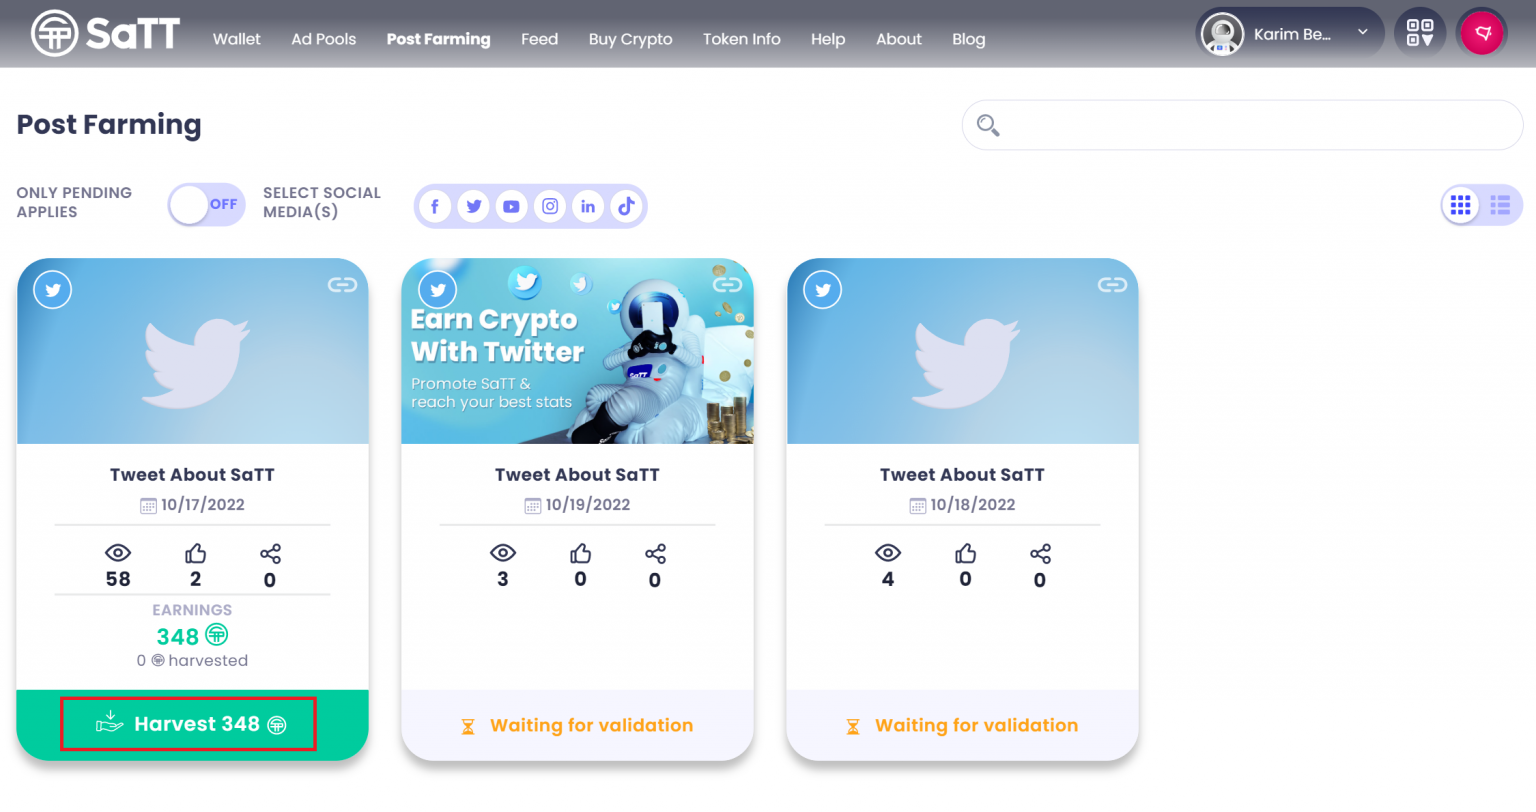 SaTT
Wallet
Ad Pools
Post Farming
Feed
Buy Crypto
Token Info
Help
About
Blog
Karim Be...
Post Farming
ONLY PENDING
APPLIES
OFF
SELECT SOCIAL
MEDIA(S)
Tweet About SaTT
10/17/2022
58
2
0
EARNINGS
348
0 harvested
Harvest 348
Earn Crypto
With Twitter
Promote SaTT &
reach your best stats
SaTT
Tweet About SaTT
10/19/2022
3
0
0
Waiting for validation
Tweet About SaTT
10/18/2022
4
0
0
Waiting for validation